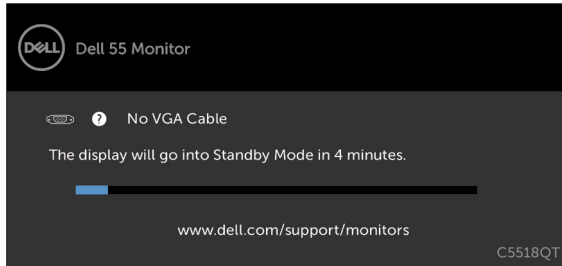 DELL
Dell 55 Monitor
? No VGA Cable
The display will go into Standby Mode in 4 minutes.
www.dell.com/support/monitors
C5518QT